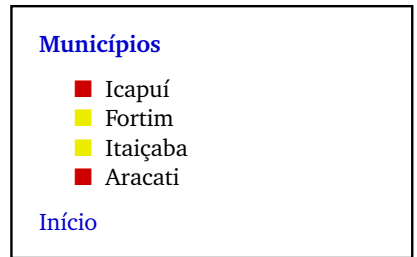 Municípios
Icapuí
Fortim
Itaiçaba
Aracati
Início